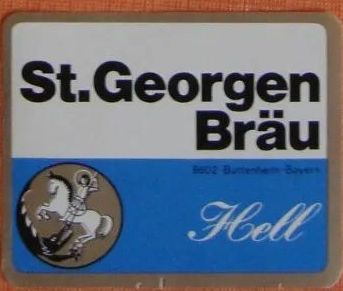 St.Georgen
Bräu
8602 Buttenheim-Bayern
Hell